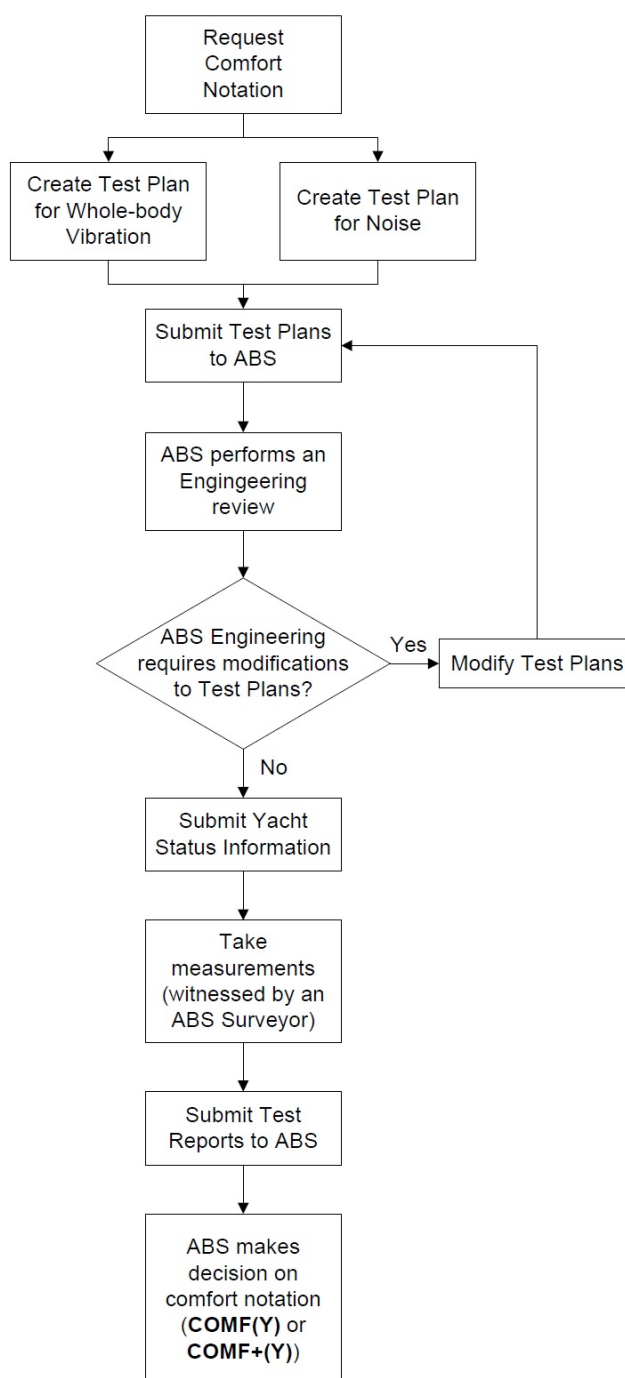 Request
Comfort
Notation
Create Test Plan
for Whole-body
Vibration
Create Test Plan
for Noise
Submit Test Plans
to ABS
ABS performs an
Engingeering
review
ABS Engineering
requires modifications
to Test Plans?
Yes
Modify Test Plans
No
Submit Yacht
Status Information
Take
measurements
(witnessed by an
ABS Surveyor)
Submit Test
Reports to ABS
ABS makes
decision on
comfort notation
(COMF(Y) or
COMF+(Y))